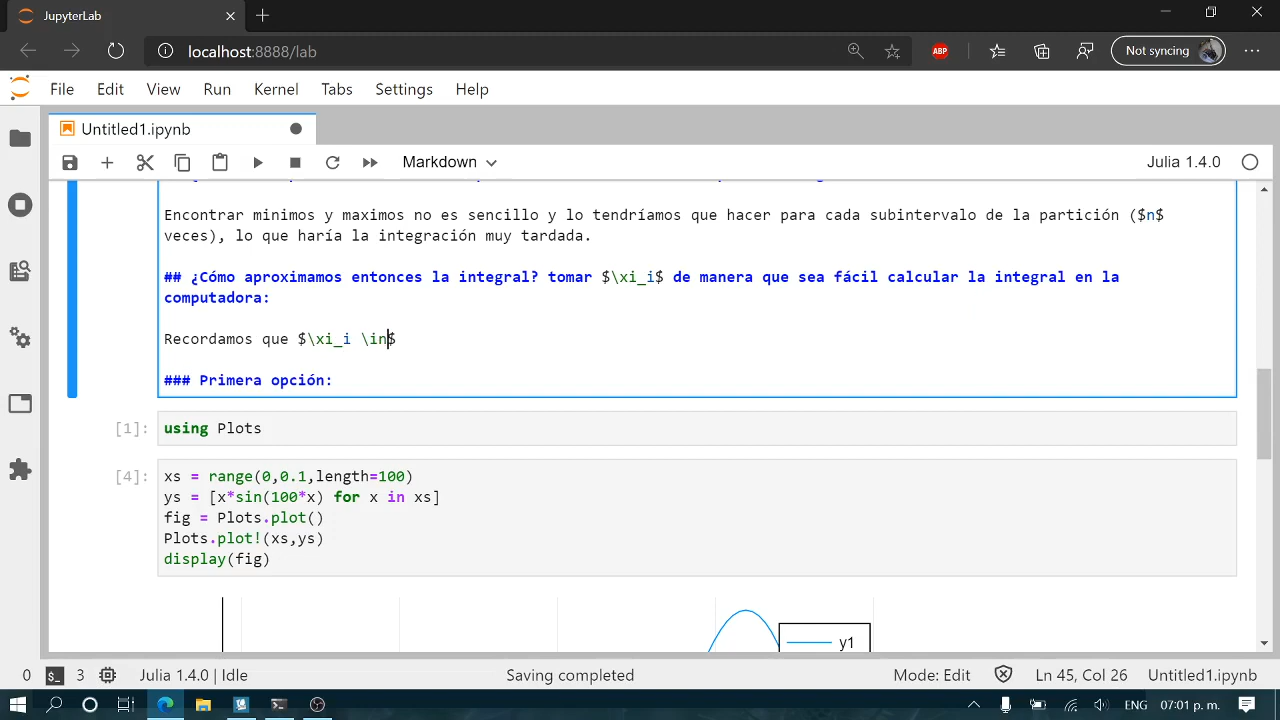 JupyterLab
localhost:8888/lab
ABP
Not syncing
File Edit View Run Kernel Tabs Settings Help
Untitled1.ipynb
Markdown
Julia 1.4.0
Encontrar minimos y maximos no es sencillo y lo tendríamos que hacer para cada subintervalo de la partición ($n$
veces), lo que haría la integración muy tardada.
## ¿Cómo aproximamos entonces la integral? tomar $\xi_i$ de manera que sea fácil calcular la integral en la
computadora:
Recordamos que $\xi_i \in$
### Primera opción:
[1]: using Plots
[4]: xs = range(0,0.1,length=100)
ys = [x*sin(100*x) for x in xs]
fig = Plots.plot()
Plots.plot!(xs,ys)
display(fig)
y1
0 $_ 3 Julia 1.4.0 | Idle Saving completed Mode: Edit Ln 45, Col 26 Untitled1.ipynb
ENG 07:01 p. m.